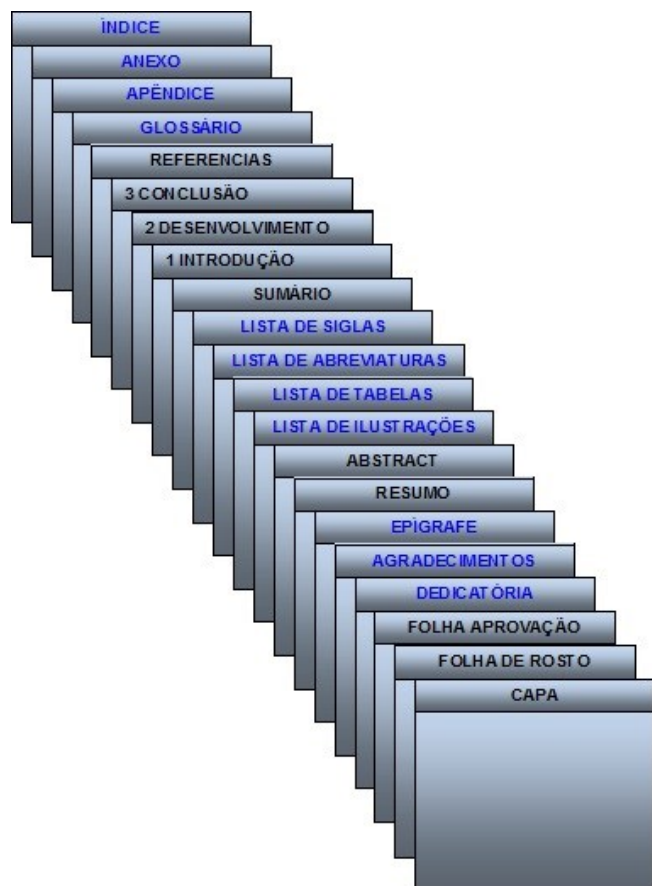 ÍNDICE
ANEXO
APÊNDICE
GLOSSÁRIO
REFERENCIAS
3 CONCLUSÃO
2 DESENVOLVIMENTO
1 INTRODUÇÃO
SUMÁRIO
LISTA DE SIGLAS
LISTA DE ABREVIATURAS
LISTA DE TABELAS
LISTA DE ILUSTRAÇÕES
ABSTRACT
RESUMO
EPÍGRAFE
AGRADECIMENTOS
DEDICATÓRIA
FOLHA APROVAÇÃO
FOLHA DE ROSTO
CAPA